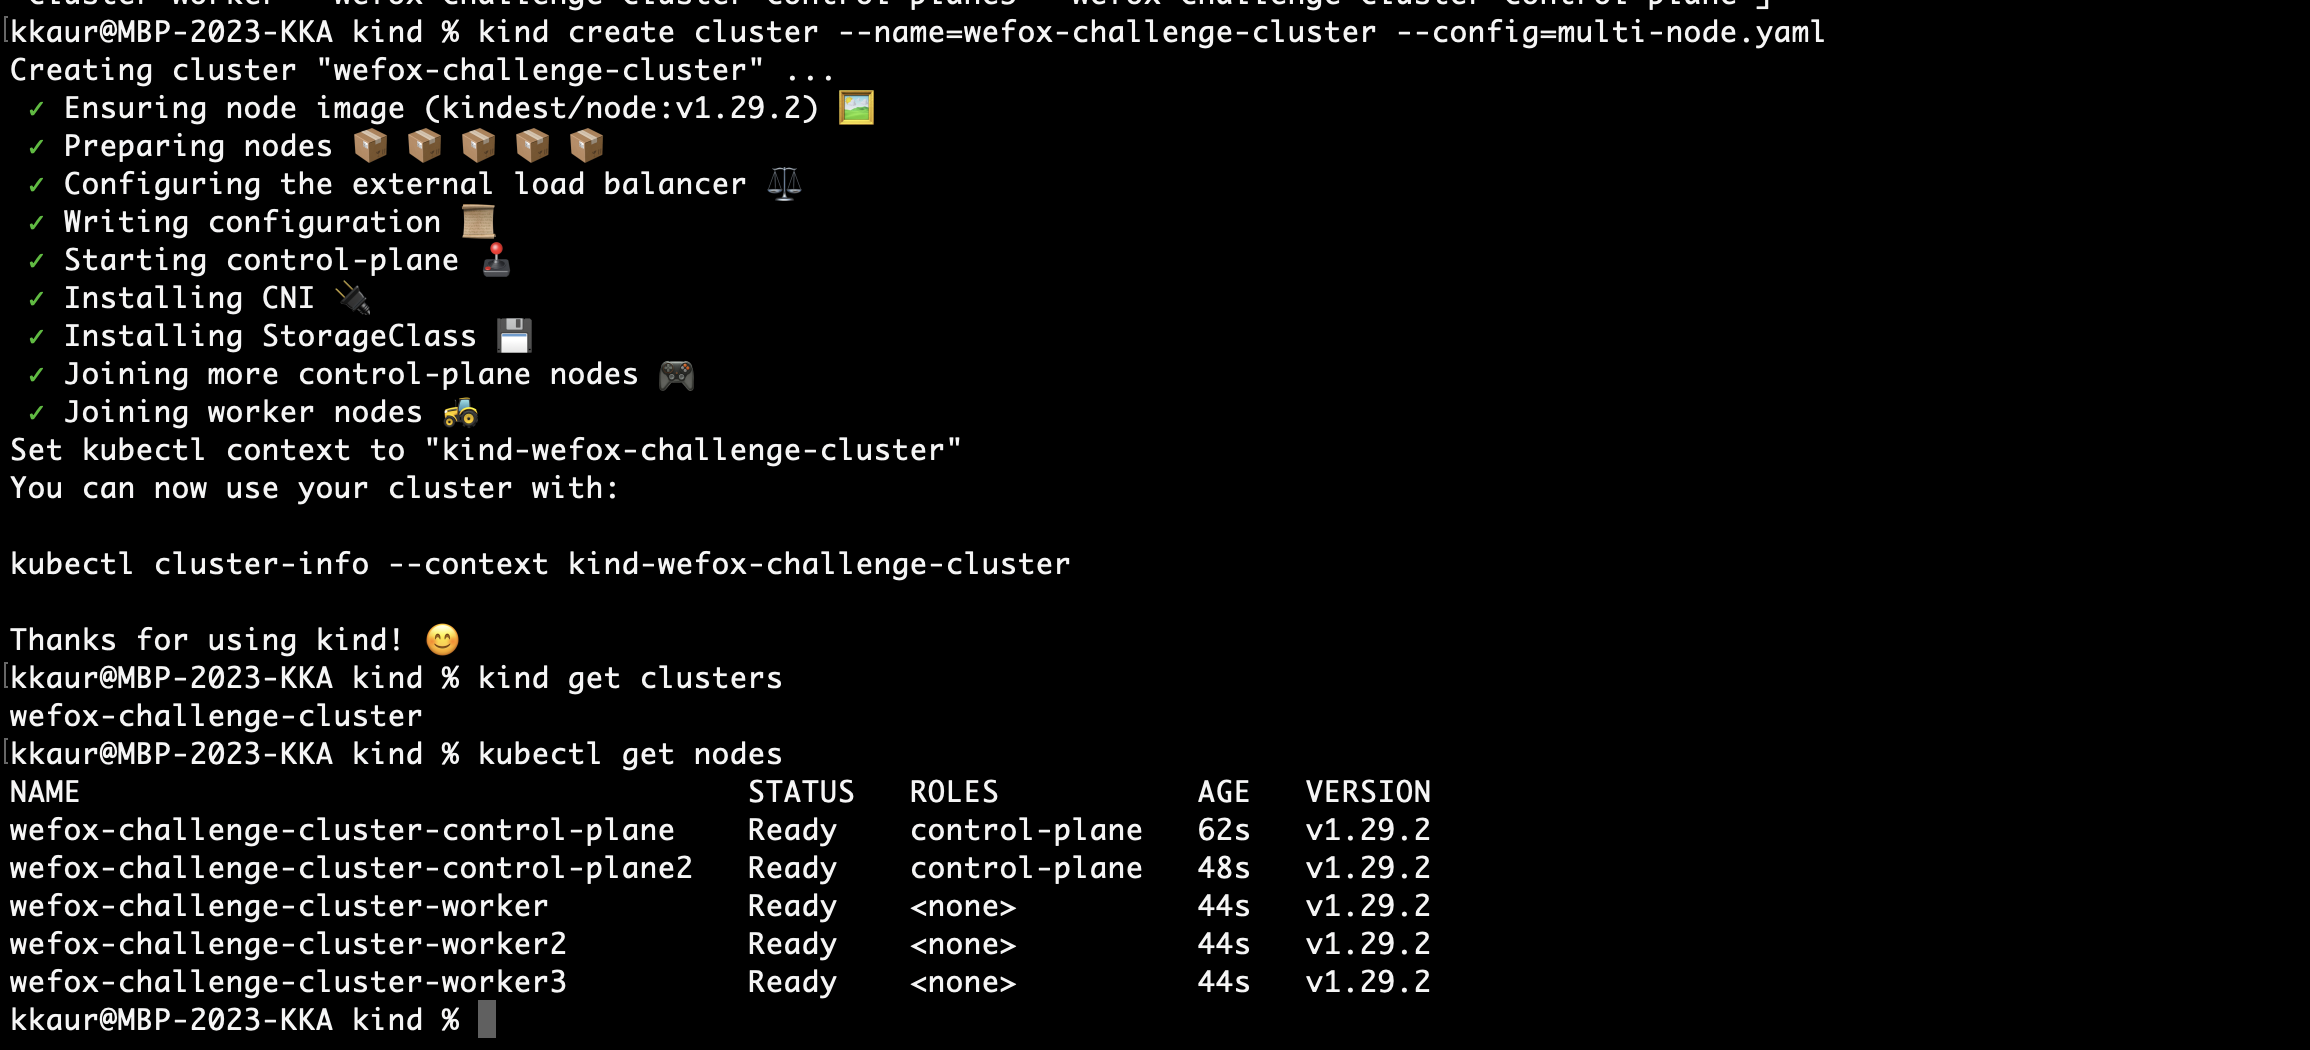 kkaur@MBP-2023-KKA kind % kind create cluster --name=wefox-challenge-cluster --config=multi-node.yaml
Creating cluster "wefox-challenge-cluster" ...
✓ Ensuring node image (kindest/node:v1.29.2) 🖼
✓ Preparing nodes 📦 📦 📦 📦 📦
✓ Configuring the external load balancer ⚖️
✓ Writing configuration 📜
✓ Starting control-plane 🕹️
✓ Installing CNI 🔌
✓ Installing StorageClass 💾
✓ Joining more control-plane nodes 🎮
✓ Joining worker nodes 🚜
Set kubectl context to "kind-wefox-challenge-cluster"
You can now use your cluster with:
kubectl cluster-info --context kind-wefox-challenge-cluster
Thanks for using kind! 😊
kkaur@MBP-2023-KKA kind % kind get clusters
wefox-challenge-cluster
kkaur@MBP-2023-KKA kind % kubectl get nodes
NAME STATUS ROLES AGE VERSION
wefox-challenge-cluster-control-plane Ready control-plane 62s v1.29.2
wefox-challenge-cluster-control-plane2 Ready control-plane 48s v1.29.2
wefox-challenge-cluster-worker Ready <none> 44s v1.29.2
wefox-challenge-cluster-worker2 Ready <none> 44s v1.29.2
wefox-challenge-cluster-worker3 Ready <none> 44s v1.29.2
kkaur@MBP-2023-KKA kind %